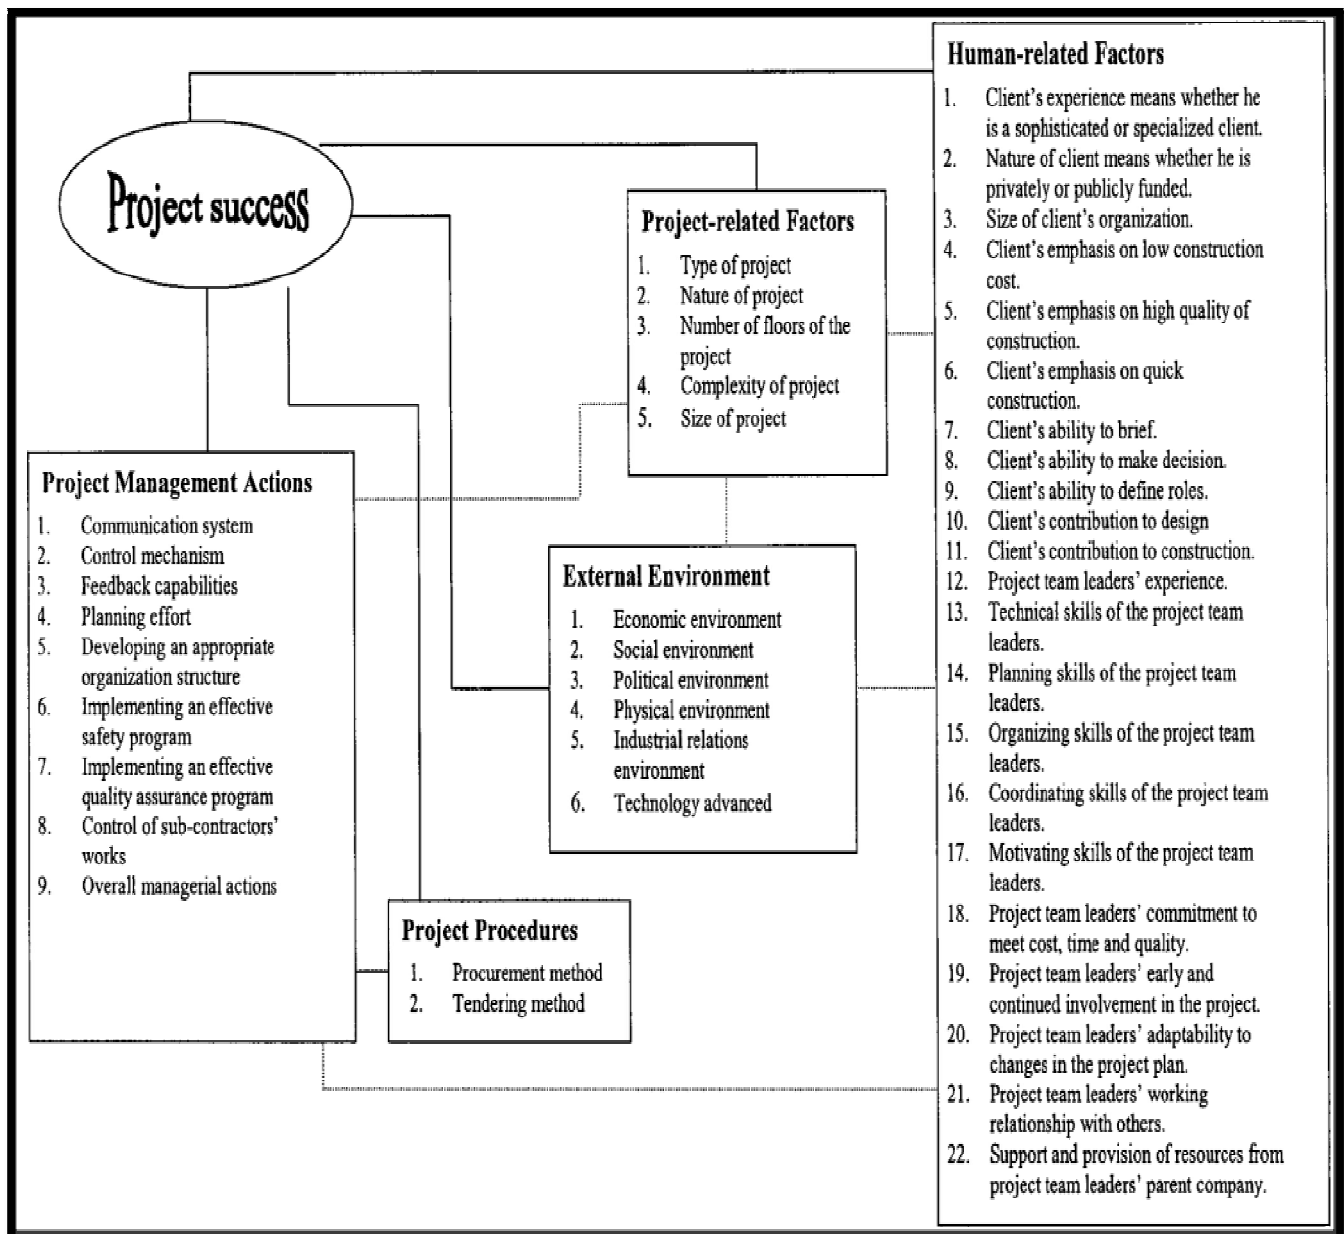 Project success
Human-related Factors
1. Client's experience means whether he
is a sophisticated or specialized client.
2. Nature of client means whether he is
privately or publicly funded.
3. Size of client's organization.
4. Client's emphasis on low construction
cost.
5. Client's emphasis on high quality of
construction.
6. Client's emphasis on quick
construction.
7. Client's ability to brief.
8. Client's ability to make decision.
9. Client's ability to define roles.
10. Client's contribution to design
11. Client's contribution to construction.
12. Project team leaders' experience.
13. Technical skills of the project team
leaders.
14. Planning skills of the project team
leaders.
15. Organizing skills of the project team
leaders.
16. Coordinating skills of the project team
leaders.
17. Motivating skills of the project team
leaders.
18. Project team leaders' commitment to
meet cost, time and quality.
19. Project team leaders' early and
continued involvement in the project.
20. Project team leaders' adaptability to
changes in the project plan.
21. Project team leaders' working
relationship with others.
22. Support and provision of resources from
project team leaders' parent company.
Project-related Factors
1. Type of project
2. Nature of project
3. Number of floors of the
project
4. Complexity of project
5. Size of project
Project Management Actions
1. Communication system
2. Control mechanism
3. Feedback capabilities
4. Planning effort
5. Developing an appropriate
organization structure
6. Implementing an effective
safety program
7. Implementing an effective
quality assurance program
8. Control of sub-contractors'
works
9. Overall managerial actions
External Environment
1. Economic environment
2. Social environment
3. Political environment
4. Physical environment
5. Industrial relations
environment
6. Technology advanced
Project Procedures
1. Procurement method
2. Tendering method